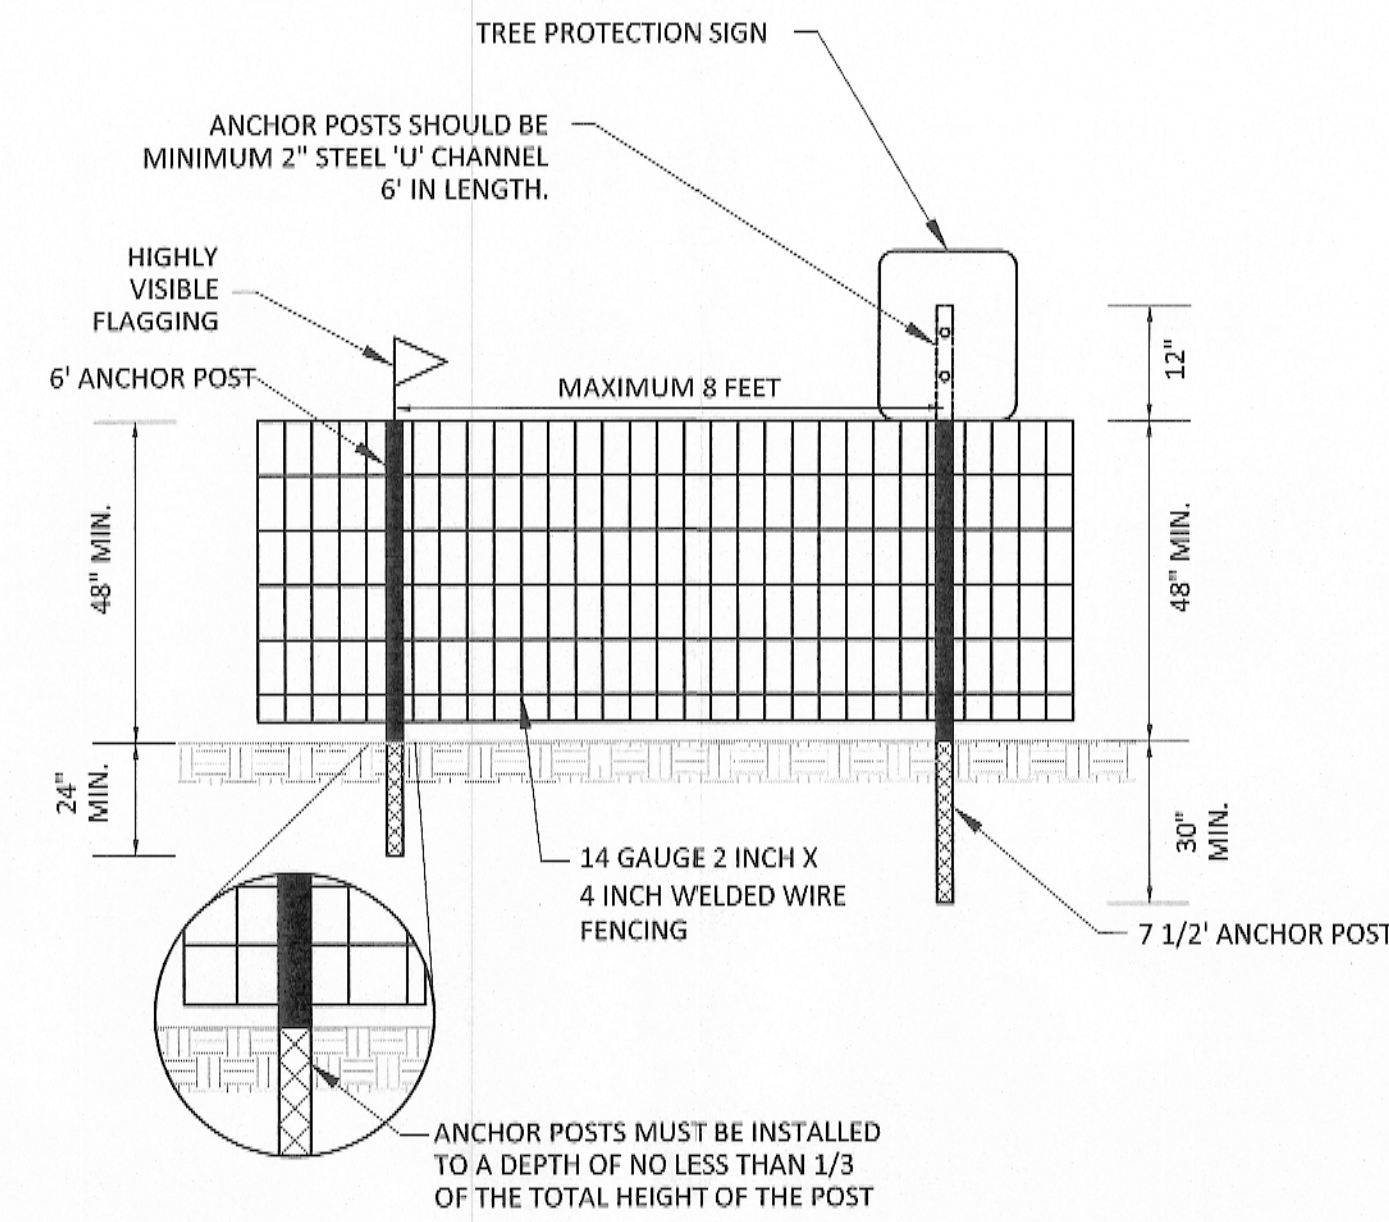 TREE PROTECTION SIGN
ANCHOR POSTS SHOULD BE
MINIMUM 2" STEEL 'U' CHANNEL
6' IN LENGTH.
HIGHLY
VISIBLE
FLAGGING
6' ANCHOR POST
MAXIMUM 8 FEET
12"
48" MIN.
48" MIN.
24"
MIN.
30"
MIN.
14 GAUGE 2 INCH X
4 INCH WELDED WIRE
FENCING
7 1/2' ANCHOR POST
ANCHOR POSTS MUST BE INSTALLED
TO A DEPTH OF NO LESS THAN 1/3
OF THE TOTAL HEIGHT OF THE POST